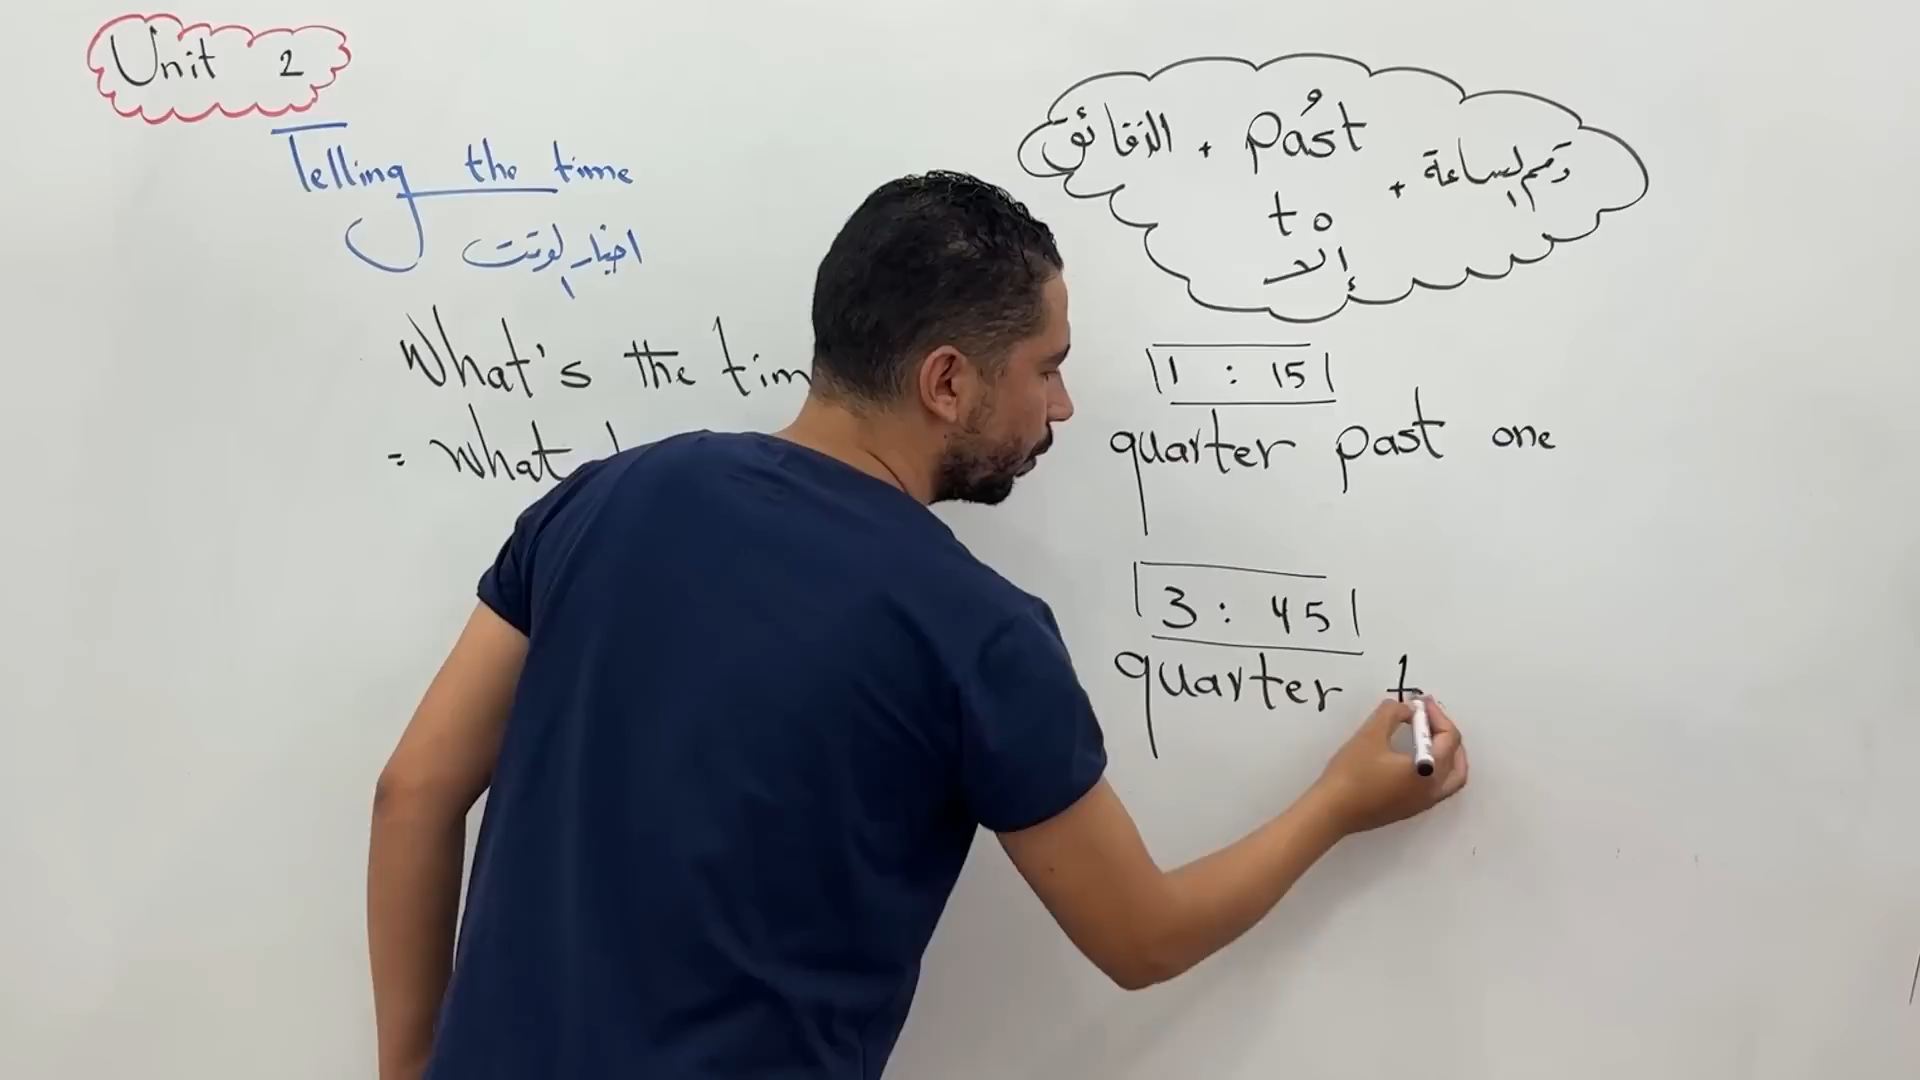 Unit 2
Telling the time
اخبار الوقت
What's the tim
= what
الدقائق + past + رقم الساعة
و
to
إلا
1 : 15
quarter past one
3 : 45
quarter t